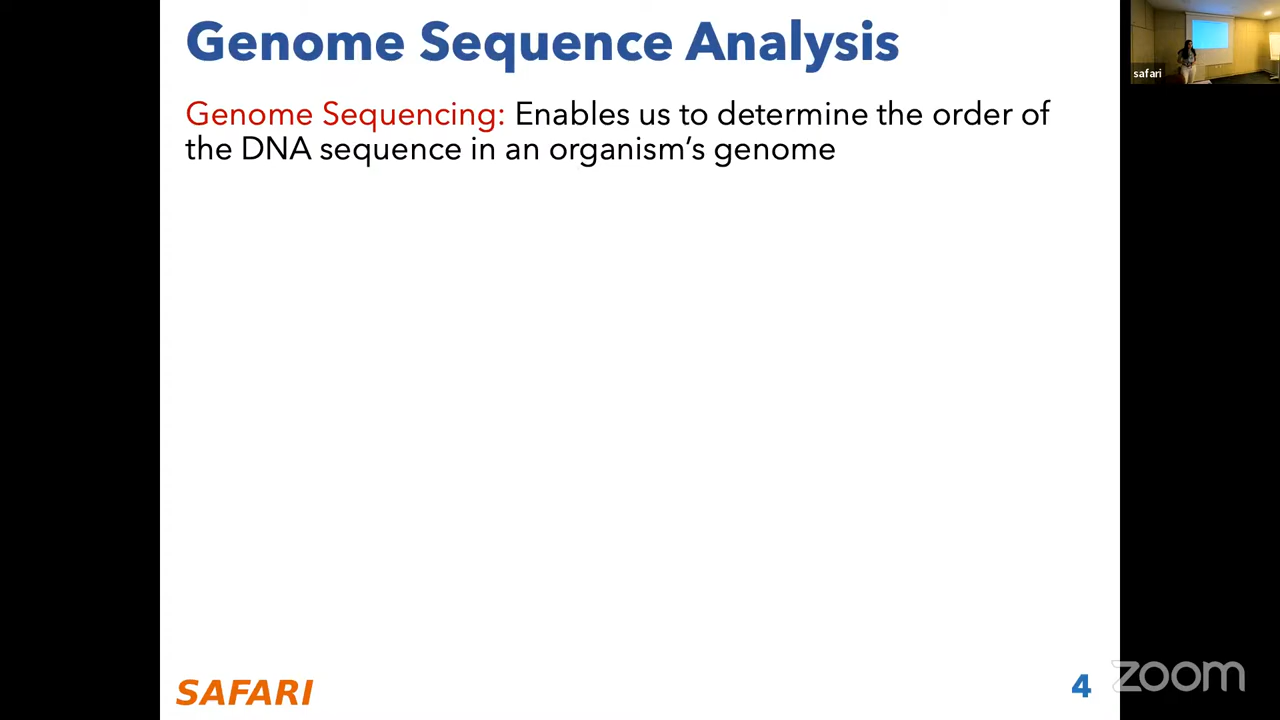 Genome Sequence Analysis
safari
Genome Sequencing: Enables us to determine the order of
the DNA sequence in an organism's genome
SAFARI
4
zoom